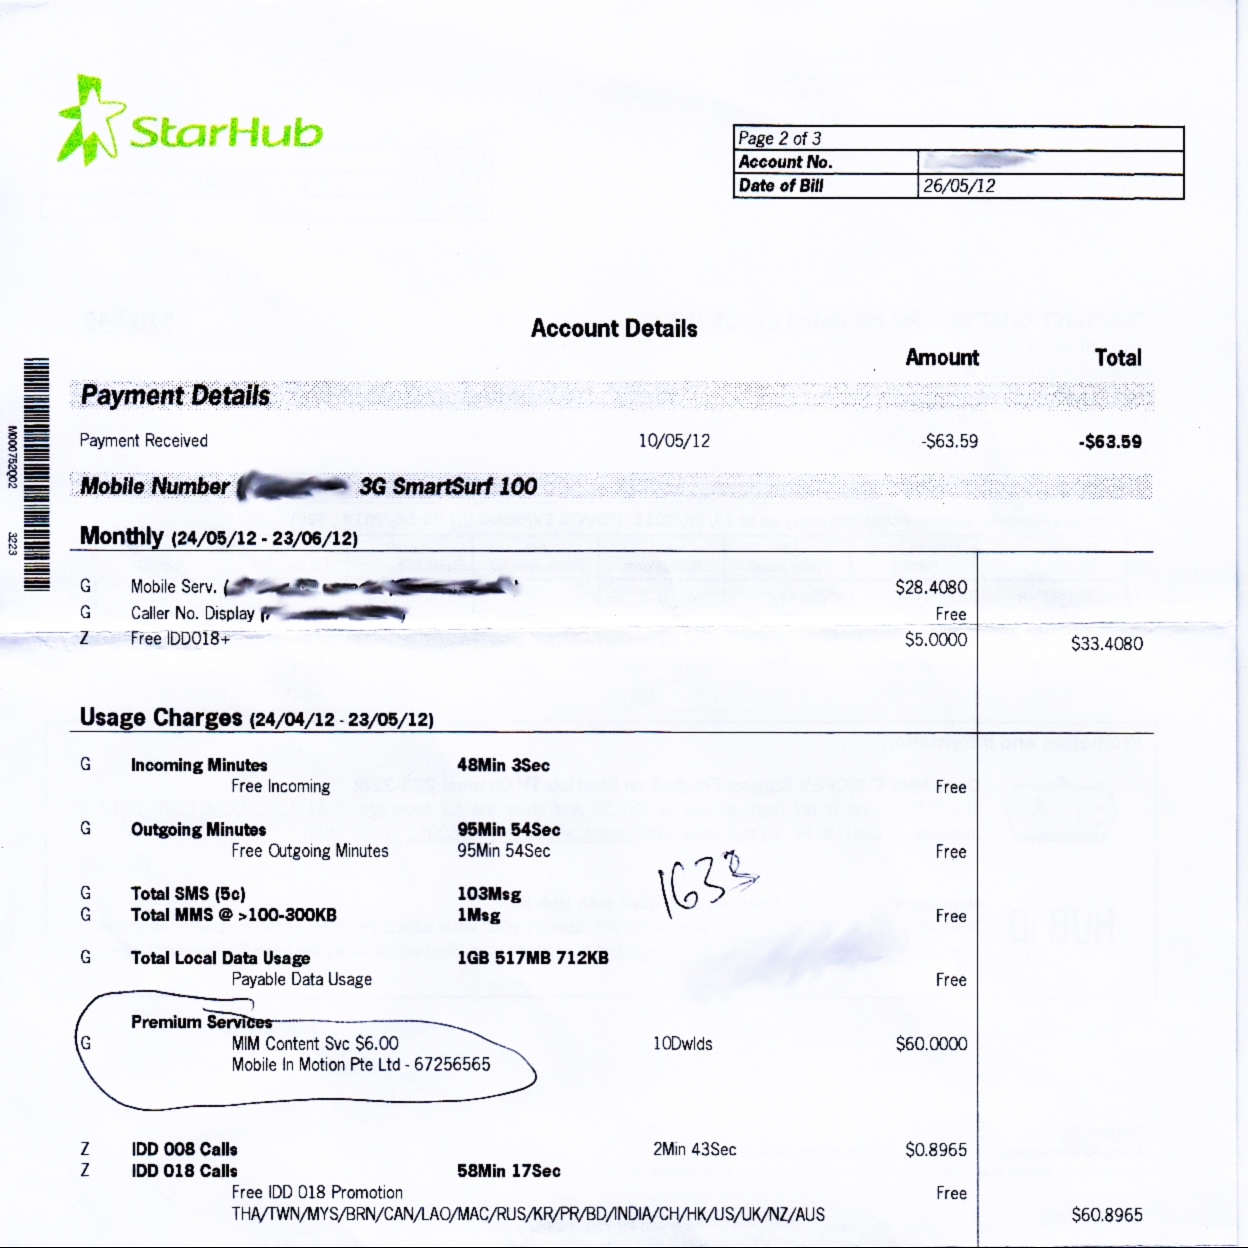 StarHub
Page 2 of 3
Account No.
Date of Bill 26/05/12
Account Details
Amount Total
Payment Details
Payment Received 10/05/12 -$63.59 -$63.59
Mobile Number 3G SmartSurf 100
Monthly (24/05/12 - 23/06/12)
G Mobile Serv. ( $28.4080
G Caller No. Display ( Free
Z Free IDD018+ $5.0000 $33.4080
Usage Charges (24/04/12 - 23/05/12)
G Incoming Minutes 48Min 3Sec
Free Incoming Free
G Outgoing Minutes 95Min 54Sec
Free Outgoing Minutes 95Min 54Sec Free
1633
G Total SMS (5c) 103Msg
G Total MMS @ >100-300KB 1Msg Free
G Total Local Data Usage 1GB 517MB 712KB
Payable Data Usage Free
Premium Services
G MIM Content Svc $6.00 10Dwlds $60.0000
Mobile In Motion Pte Ltd - 67256565
Z IDD 008 Calls 2Min 43Sec $0.8965
Z IDD 018 Calls 58Min 17Sec
Free IDD 018 Promotion Free
THA/TWN/MYS/BRN/CAN/LAO/MAC/RUS/KR/PR/BD/INDIA/CH/HK/US/UK/NZ/AUS $60.8965
M000752002 3223